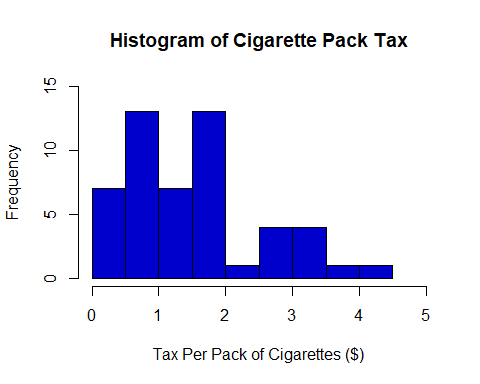 Histogram of Cigarette Pack Tax
Frequency
15
10
5
0
0 1 2 3 4 5
Tax Per Pack of Cigarettes ($)